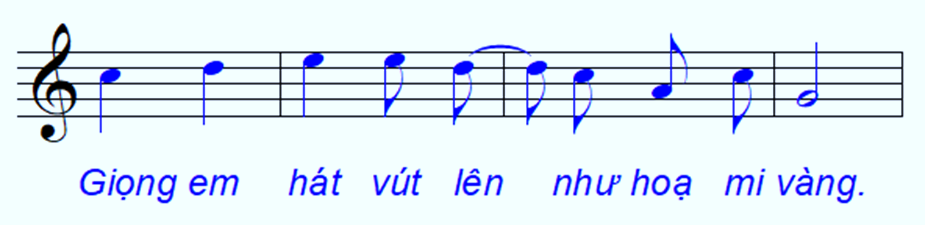 Giọng em hát vút lên như hoạ mi vàng.